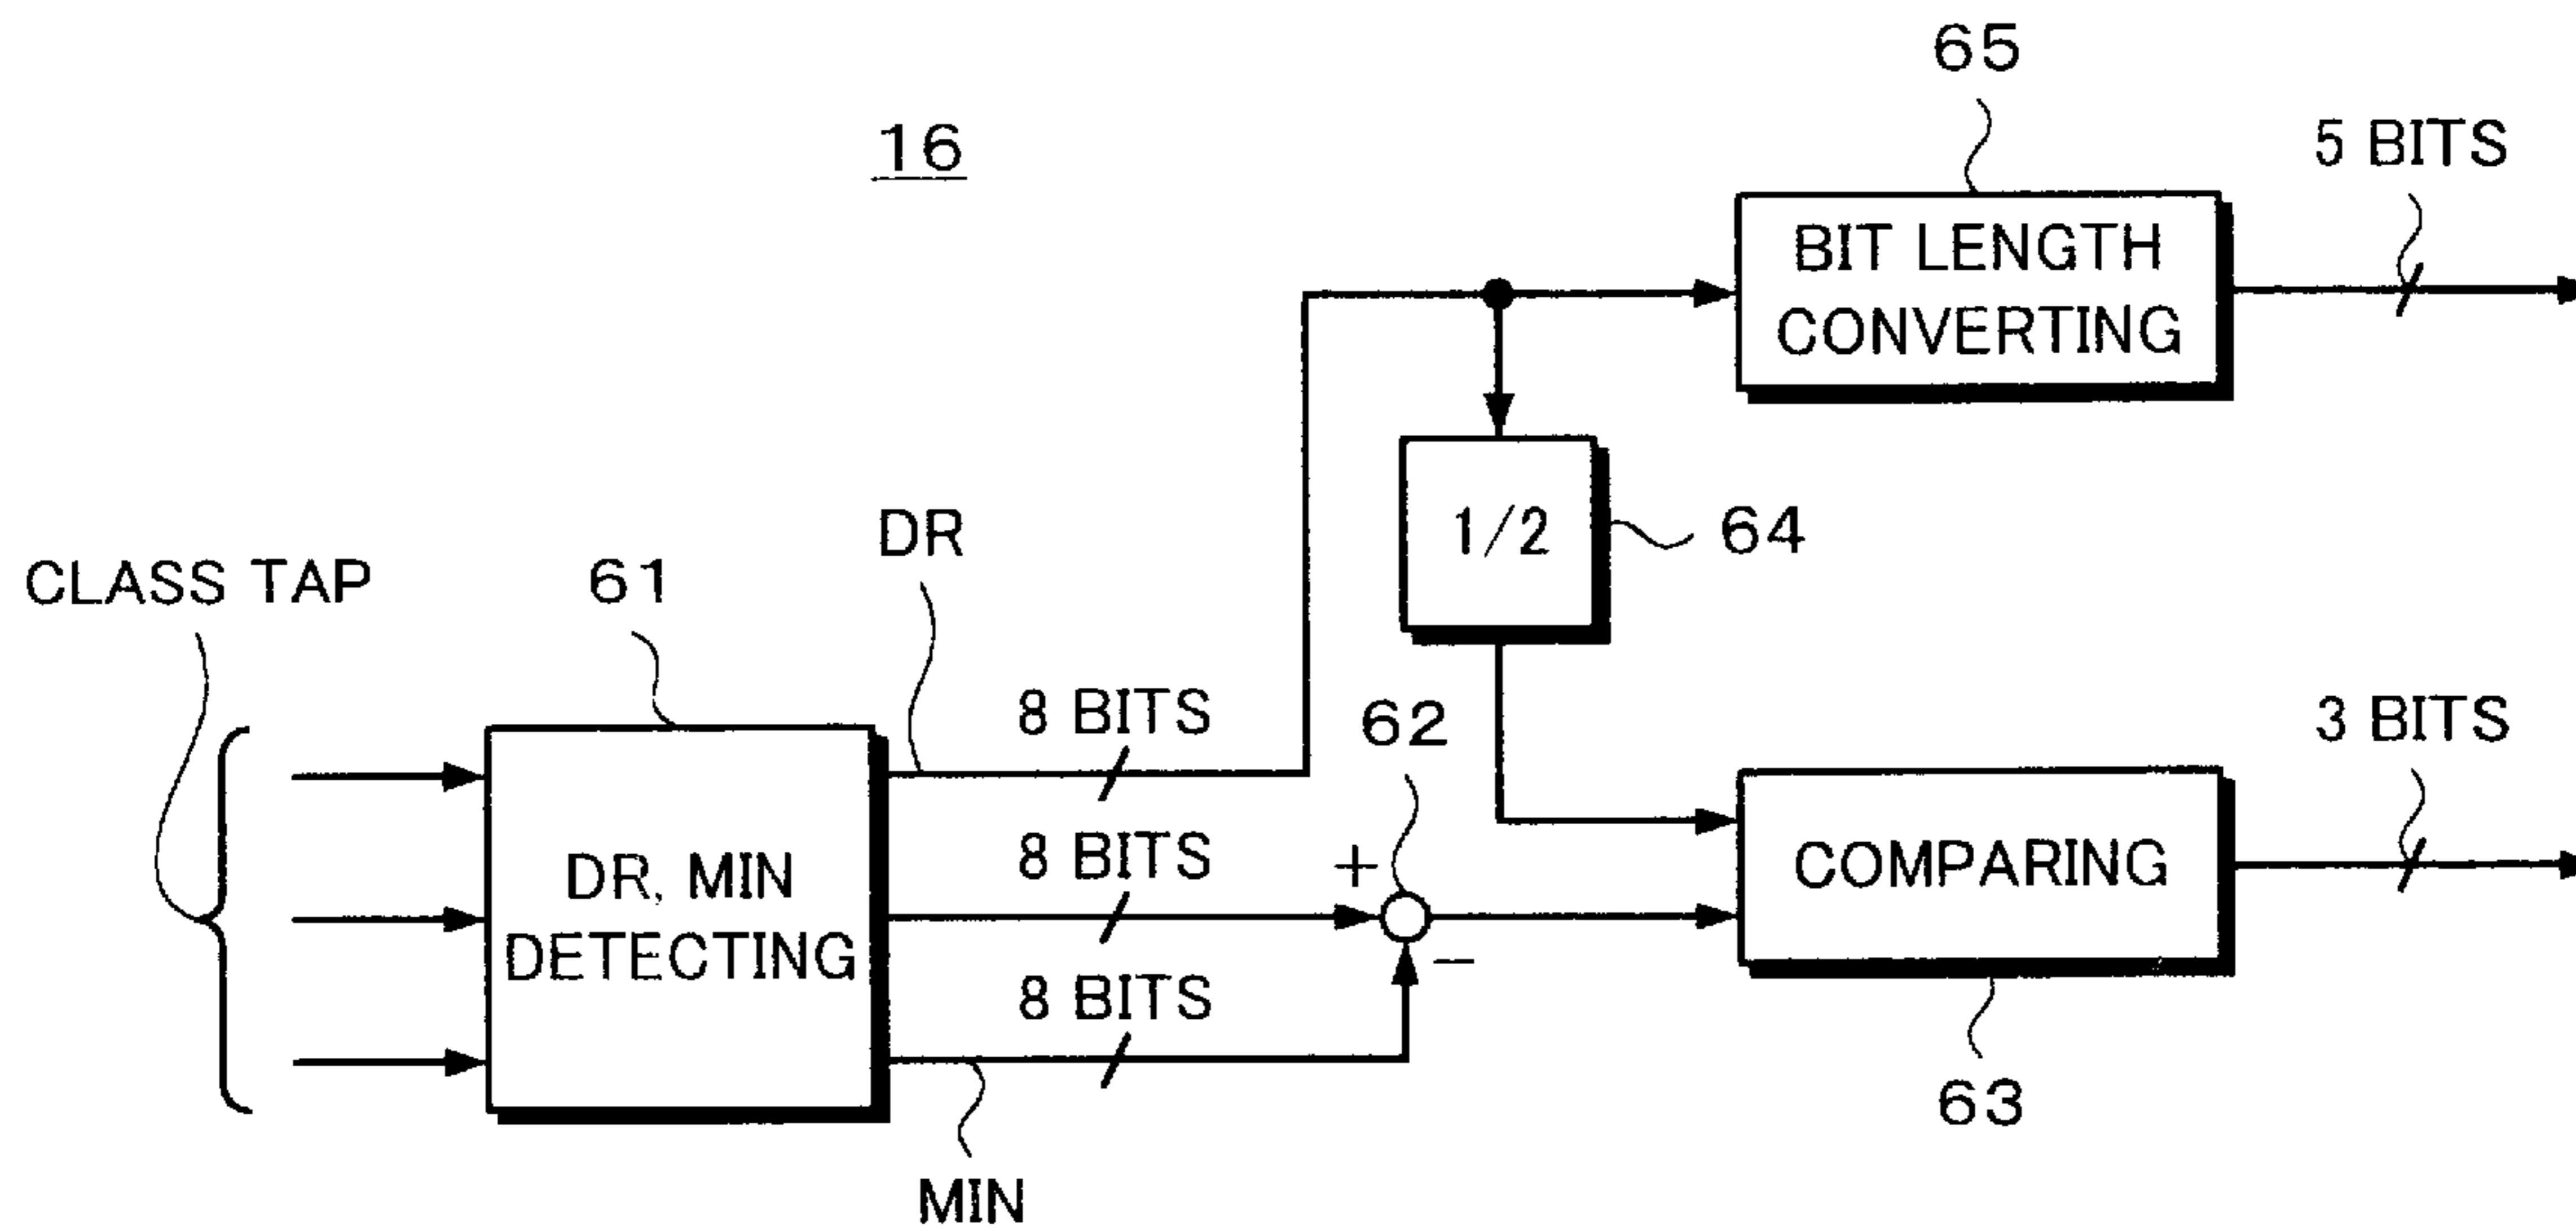 65
16
5 BITS
BIT LENGTH
CONVERTING
DR
1/2
64
CLASS TAP
61
8 BITS
62
3 BITS
8 BITS
+
DR, MIN
DETECTING
COMPARING
−
8 BITS
63
MIN